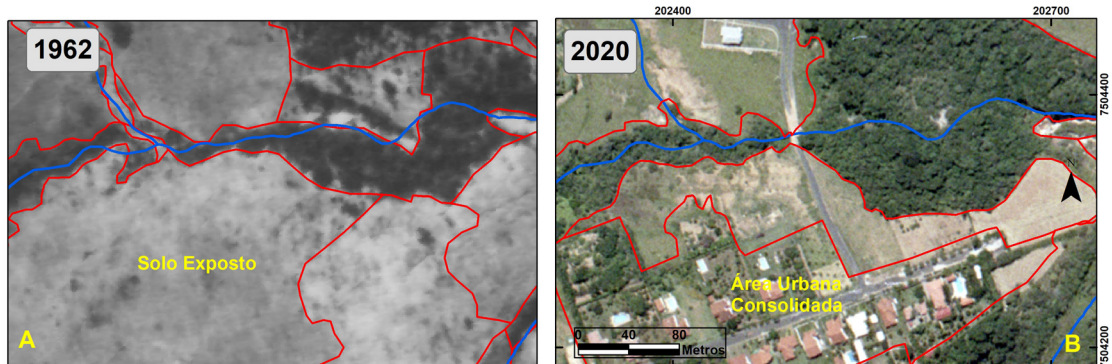 202400
202700
1962
2020
7504400
N
Solo Exposto
Área Urbana
Consolidada
0 40 80
Metros
A
B
7504200